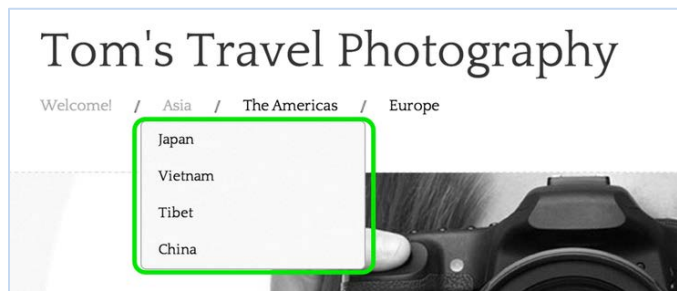 Tom's Travel Photography
Welcome! / Asia / The Americas / Europe
Japan
Vietnam
Tibet
China